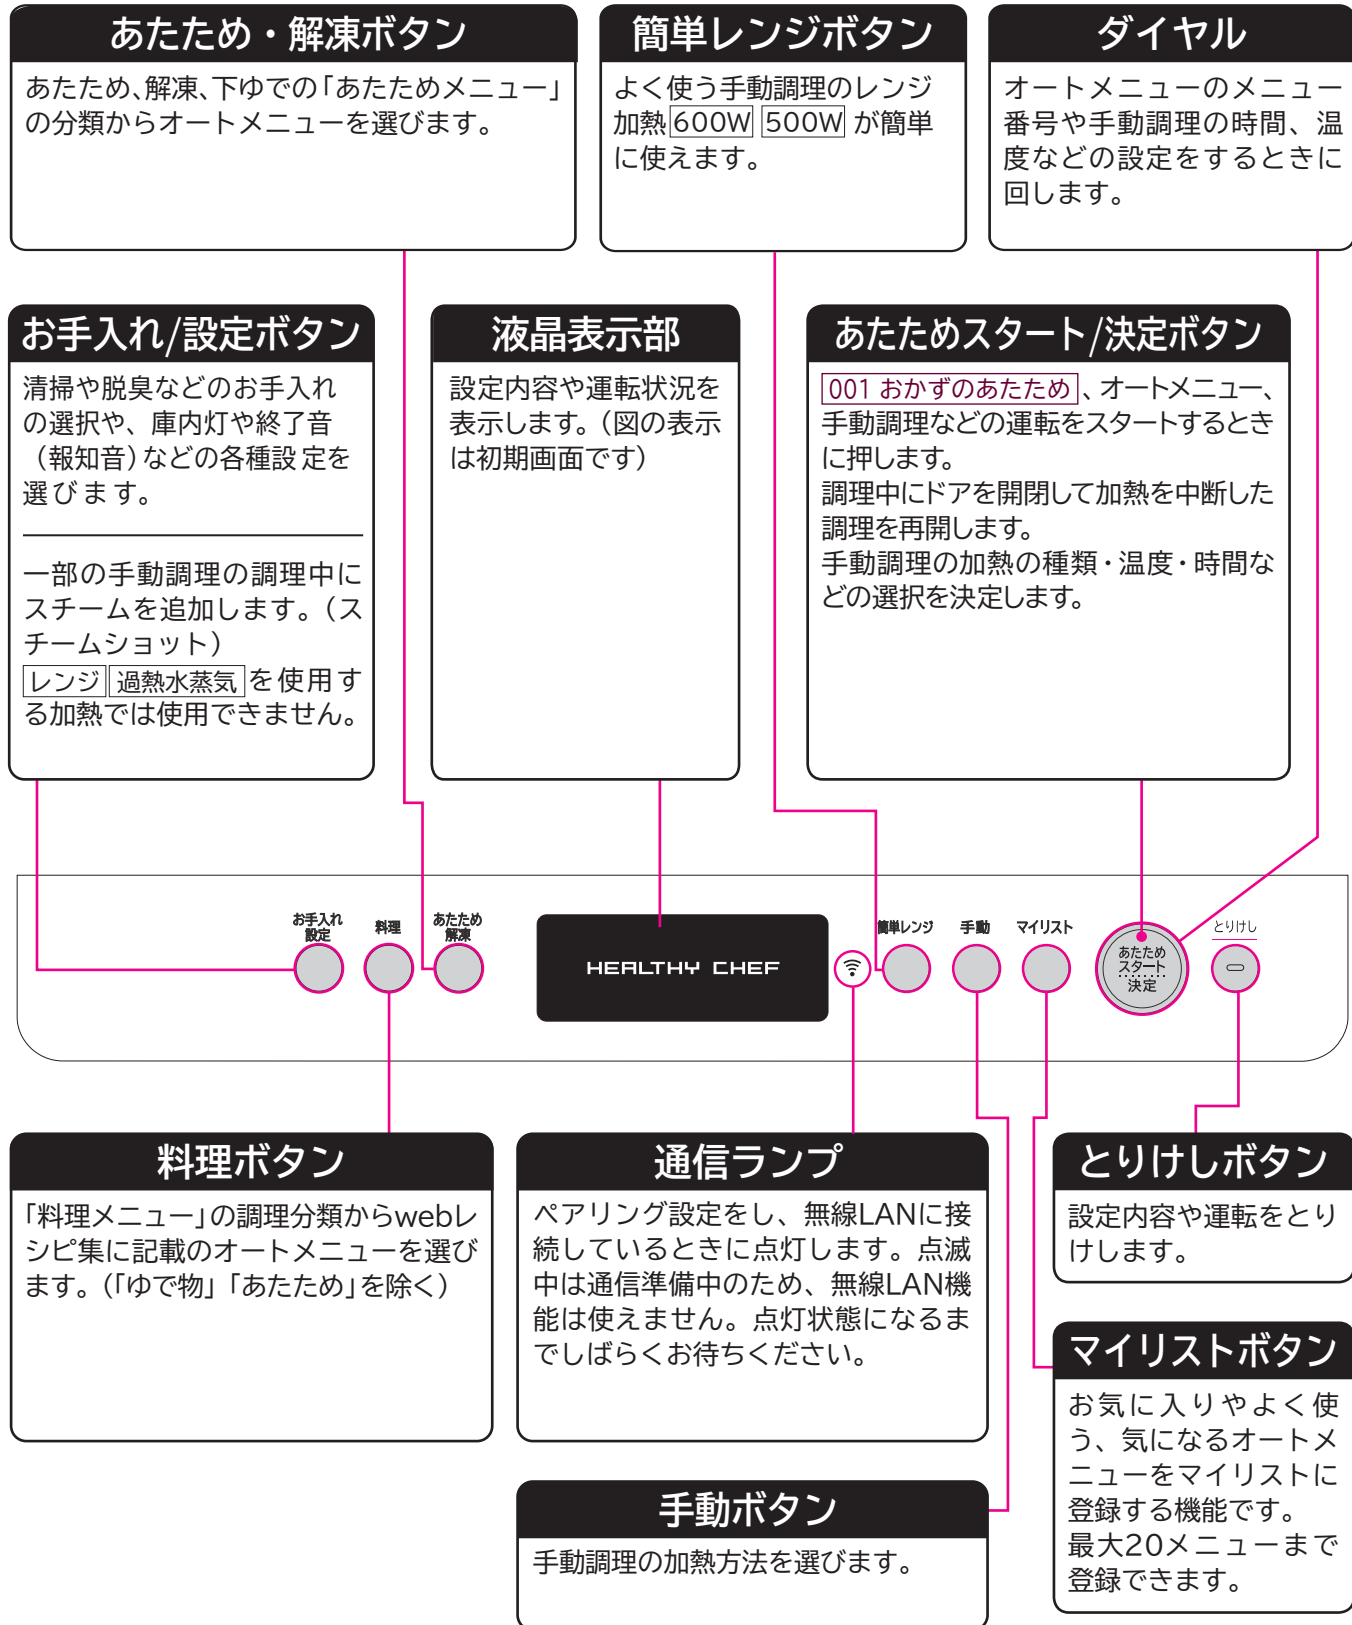 あたため・解凍ボタン
あたため、解凍、下ゆでの「あたためメニュー」
の分類からオートメニューを選びます。
簡単レンジボタン
よく使う手動調理のレンジ
加熱600W 500W が簡単
に使えます。
ダイヤル
オートメニューのメニュー
番号や手動調理の時間、温
度などの設定をするときに
回します。
お手入れ/設定ボタン
清掃や脱臭などのお手入れ
の選択や、庫内灯や終了音
（報知音）などの各種設定を
選びます。
一部の手動調理の調理中に
スチームを追加します。（ス
チームショット）
レンジ 過熱水蒸気 を使用す
る加熱では使用できません。
液晶表示部
設定内容や運転状況を
表示します。（図の表示
は初期画面です）
あたためスタート/決定ボタン
001 おかずのあたため、オートメニュー、
手動調理などの運転をスタートするとき
に押します。
調理中にドアを開閉して加熱を中断した
調理を再開します。
手動調理の加熱の種類・温度・時間な
どの選択を決定します。
お手入れ
設定
料理
あたため
解凍
HEALTHY CHEF
簡単レンジ
手動
マイリスト
あたため
スタート
決定
とりけし
料理ボタン
「料理メニュー」の調理分類からwebレ
シピ集に記載のオートメニューを選び
ます。（「ゆで物」「あたため」を除く）
通信ランプ
ペアリング設定をし、無線LANに接
続しているときに点灯します。点滅
中は通信準備中のため、無線LAN機
能は使えません。点灯状態になるま
でしばらくお待ちください。
とりけしボタン
設定内容や運転をとり
けします。
マイリストボタン
お気に入りやよく使
う、気になるオートメ
ニューをマイリストに
登録する機能です。
最大20メニューまで
登録できます。
手動ボタン
手動調理の加熱方法を選びます。